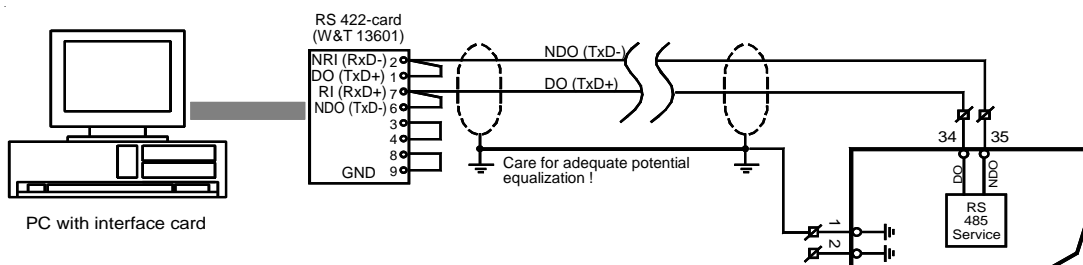 RS 422-card
(W&T 13601)
NRI (RxD-) 2
DO (TxD+) 1
RI (RxD+) 7
NDO (TxD-) 6
3
4
8
GND 9
NDO (TxD-)
DO (TxD+)
Care for adequate potential
equalization !
PC with interface card
34 35
DO
NDO
RS
485
Service
1
2